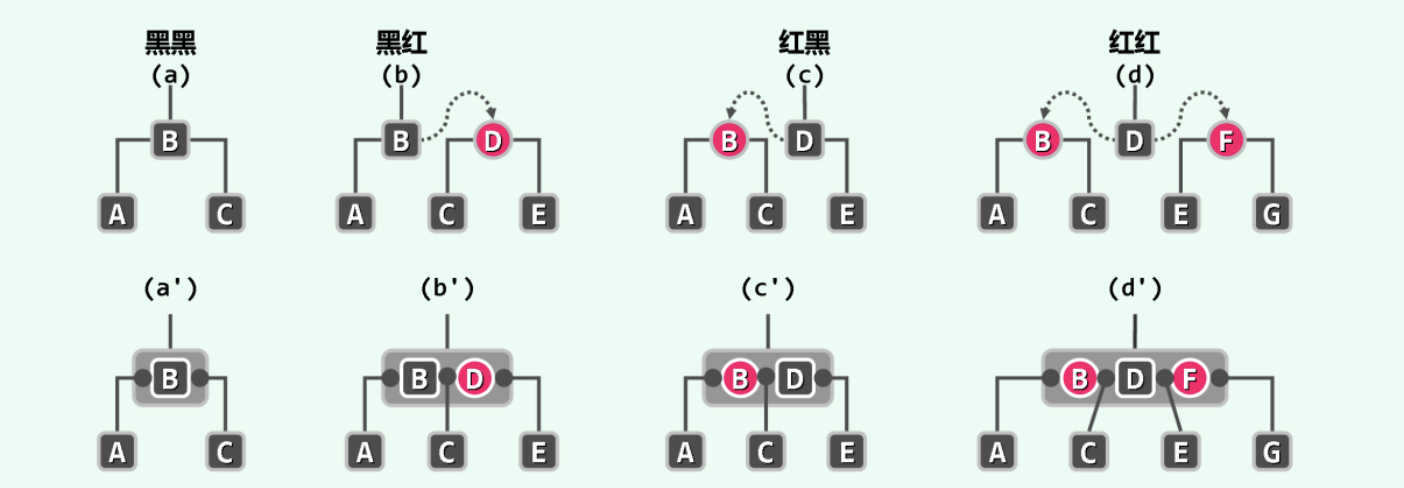 黑黑 黑红 红黑 红红
(a) (b) (c) (d)
B B D B D B D F
A C A C E A C E A C E G
(a') (b') (c') (d')
B B D B D B D F
A C A C E A C E A C E G